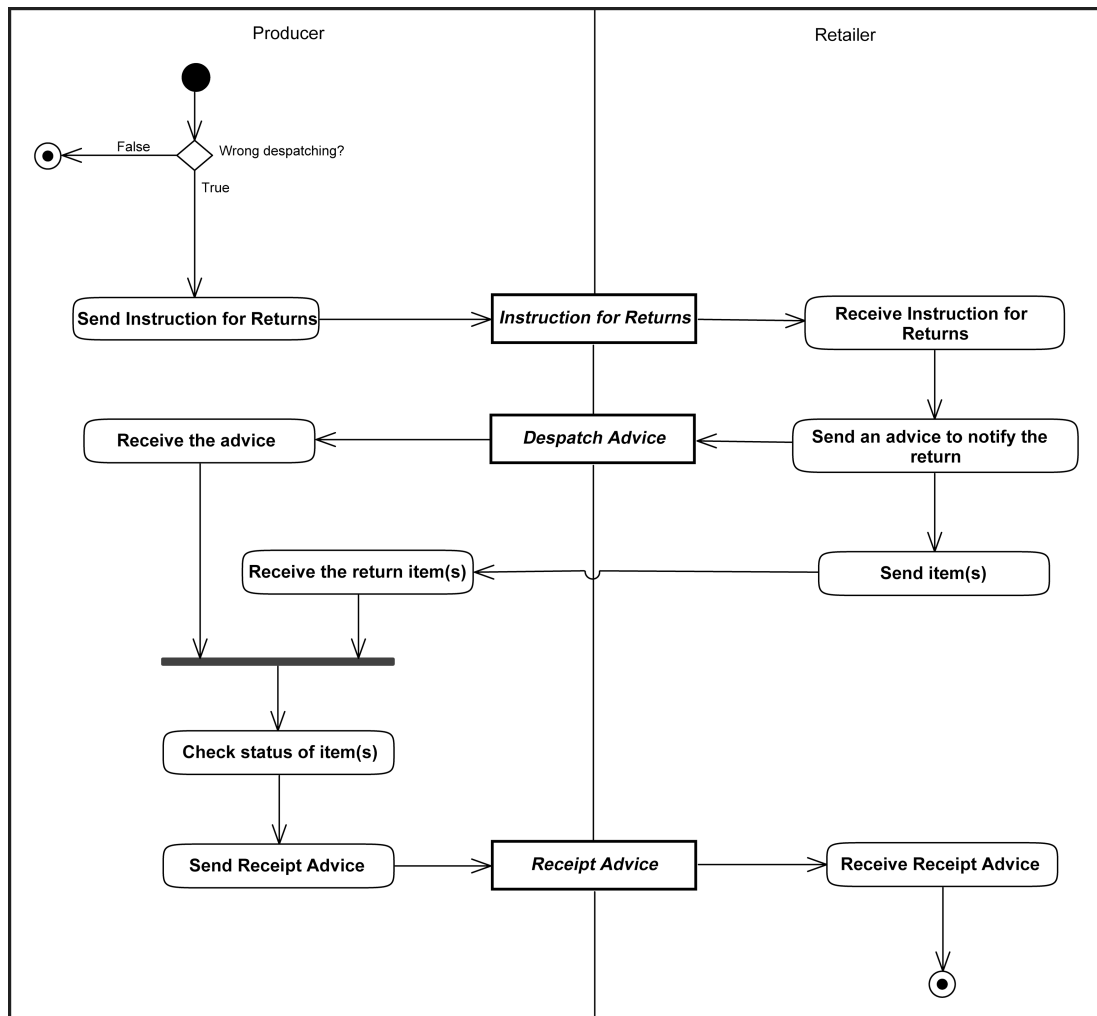 Producer
Retailer
False
Wrong despatching?
True
Send Instruction for Returns
Instruction for Returns
Receive Instruction for
Returns
Receive the advice
Despatch Advice
Send an advice to notify the
return
Receive the return item(s)
Send item(s)
Check status of item(s)
Send Receipt Advice
Receipt Advice
Receive Receipt Advice